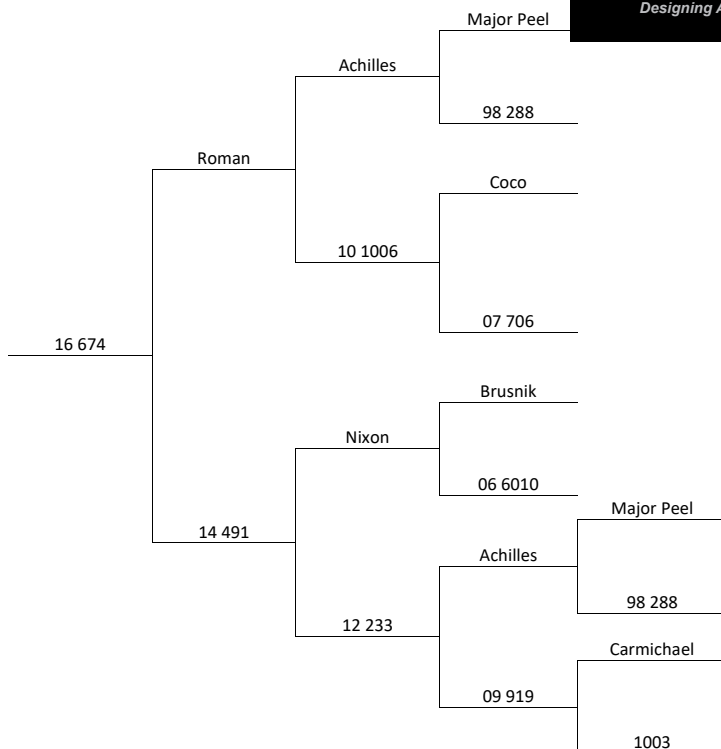 Designing
Major Peel
Achilles
98 288
Roman
Coco
10 1006
07 706
16 674
Brusnik
Nixon
06 6010
Major Peel
14 491
Achilles
98 288
12 233
Carmichael
09 919
1003